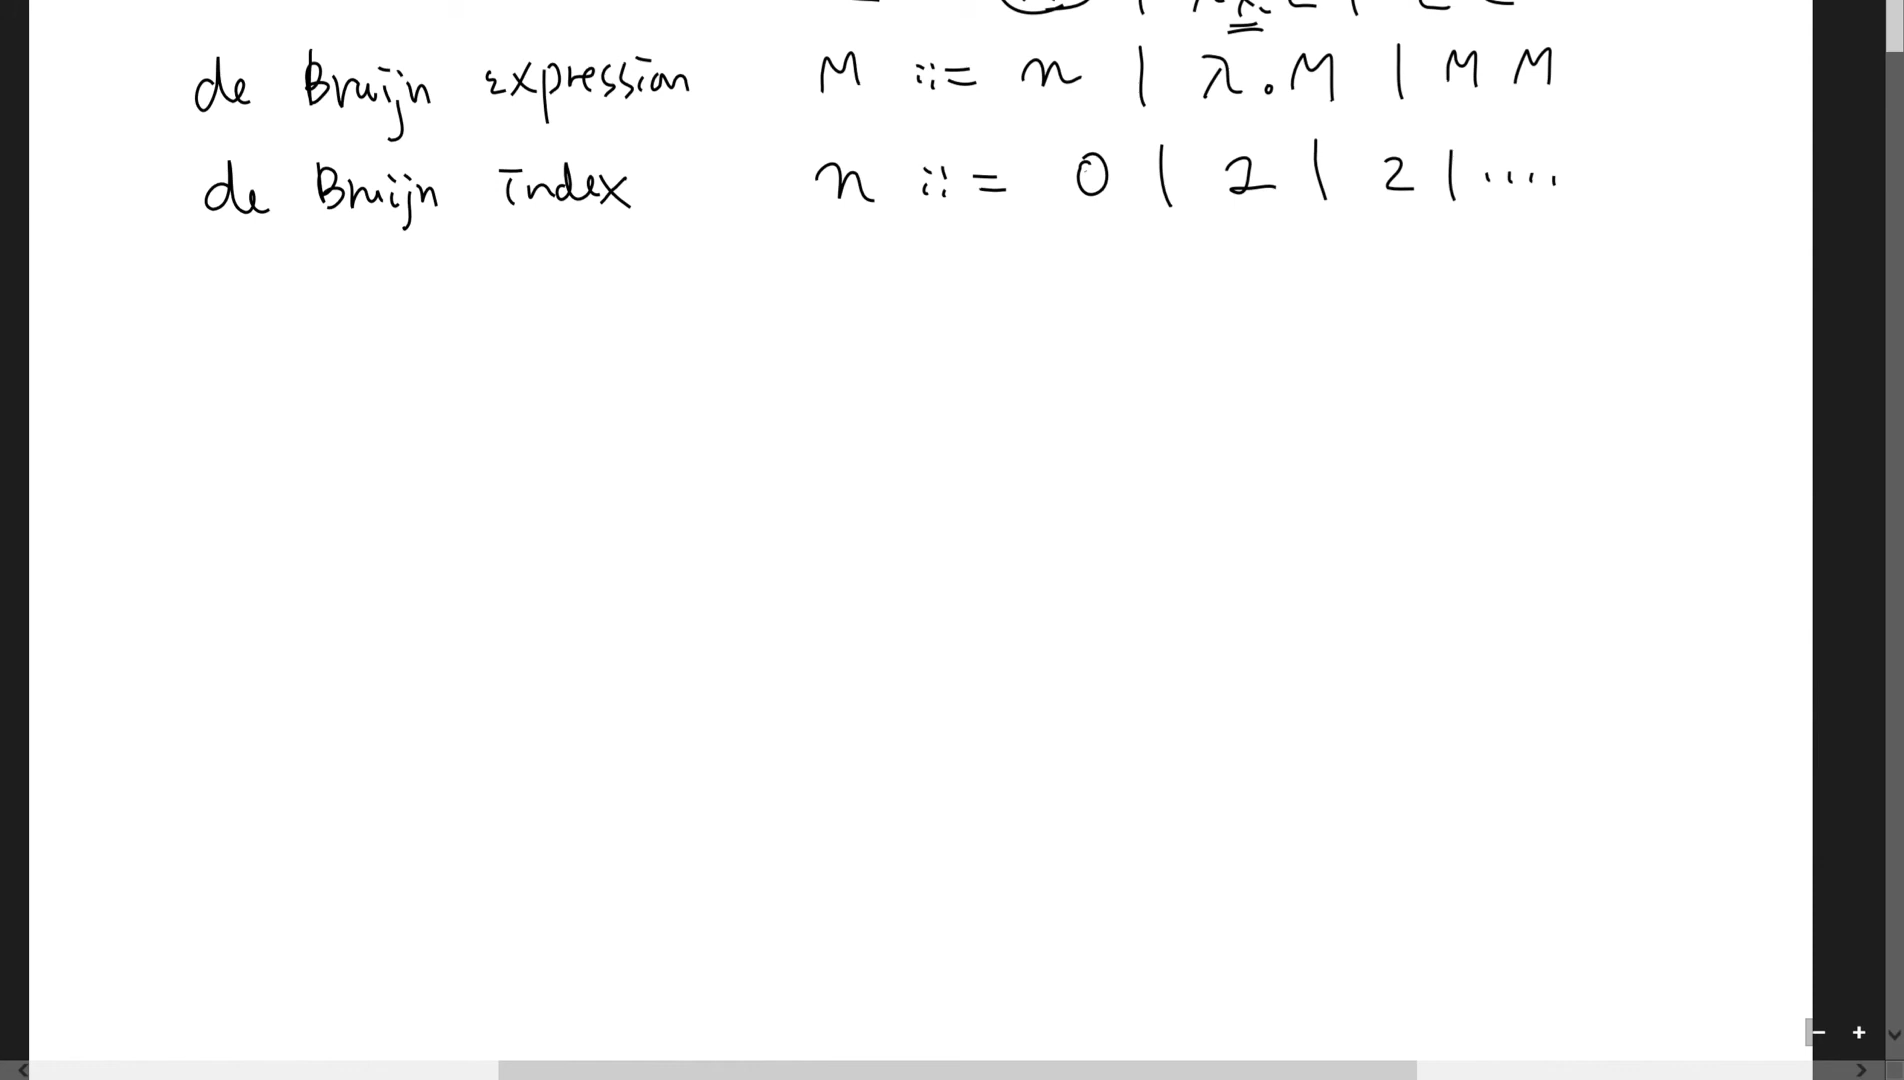 de Bruijn expression M ::= n | λ.M | M M
de Bruijn index n ::= 0 | 1 | 2 | ....